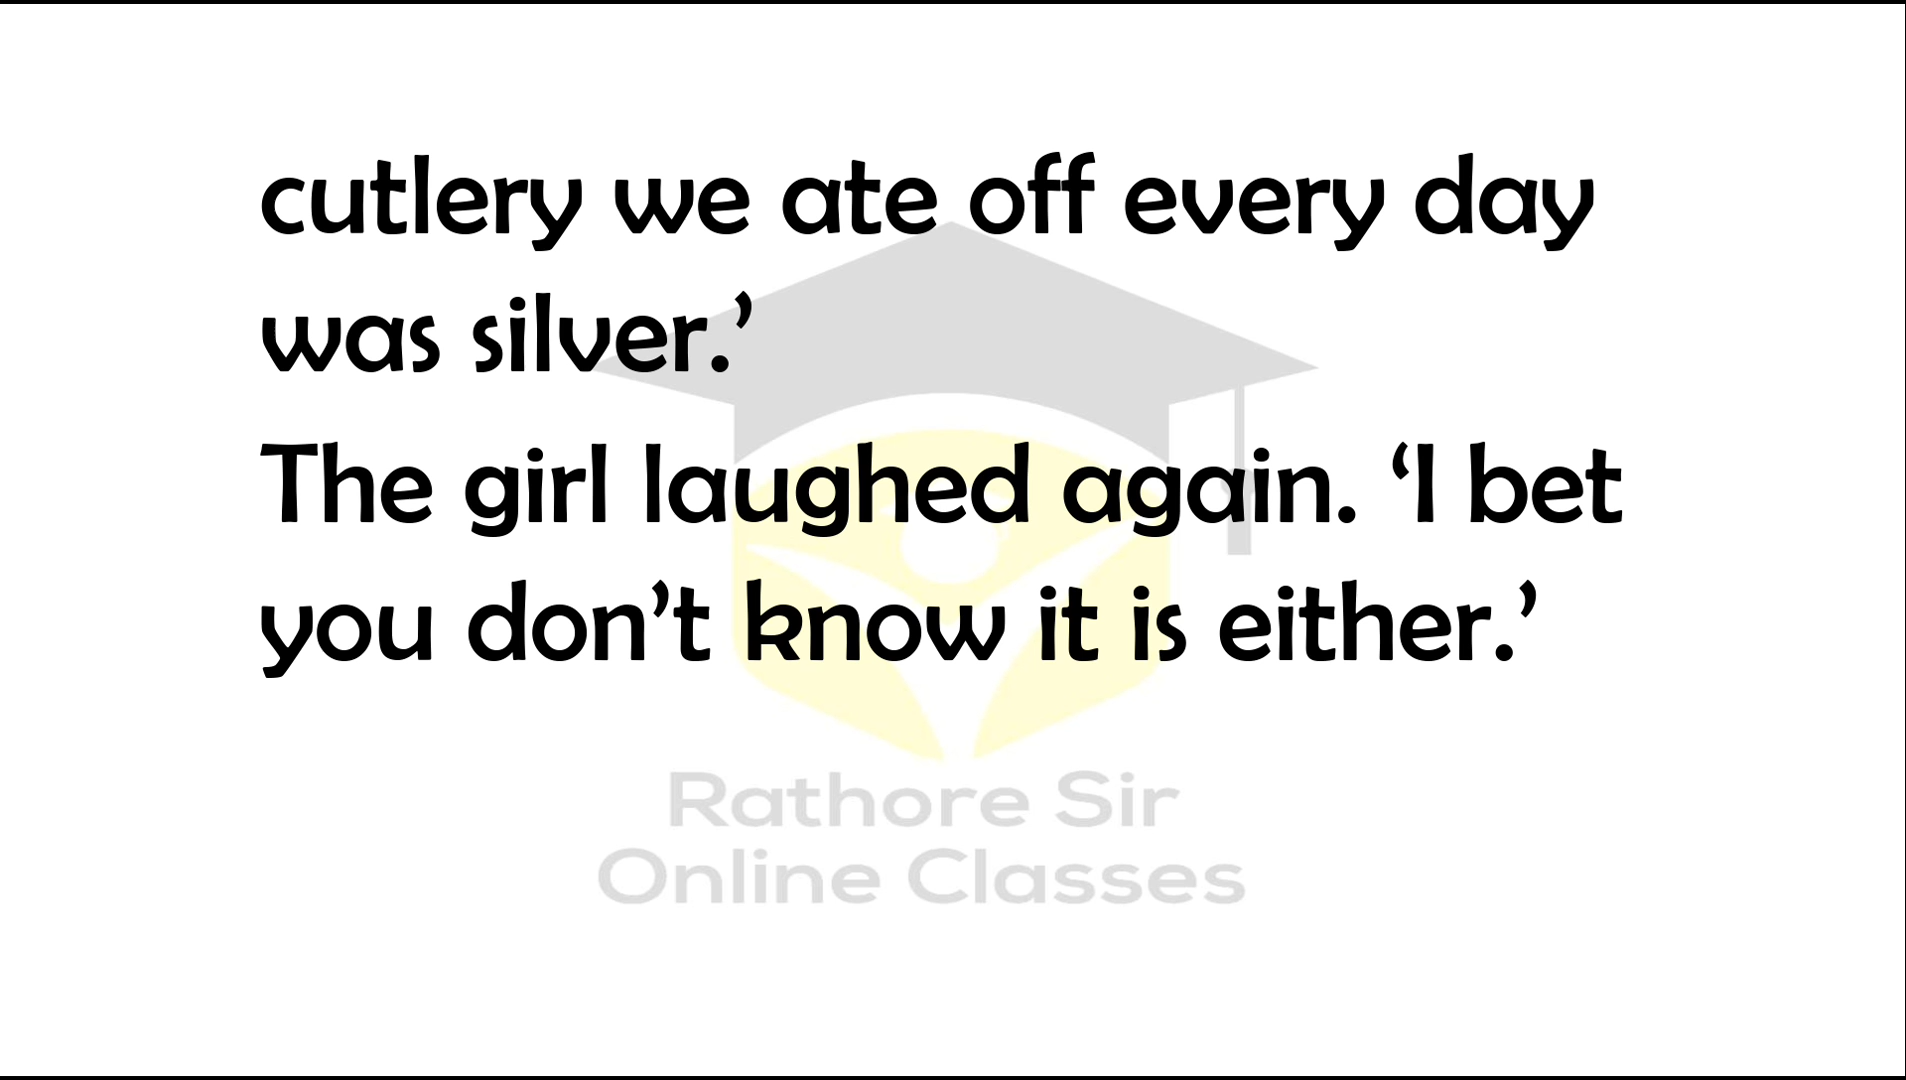 cutlery we ate off every day
was silver.’
The girl laughed again. ‘I bet
you don’t know it is either.’
Rathore Sir
Online Classes